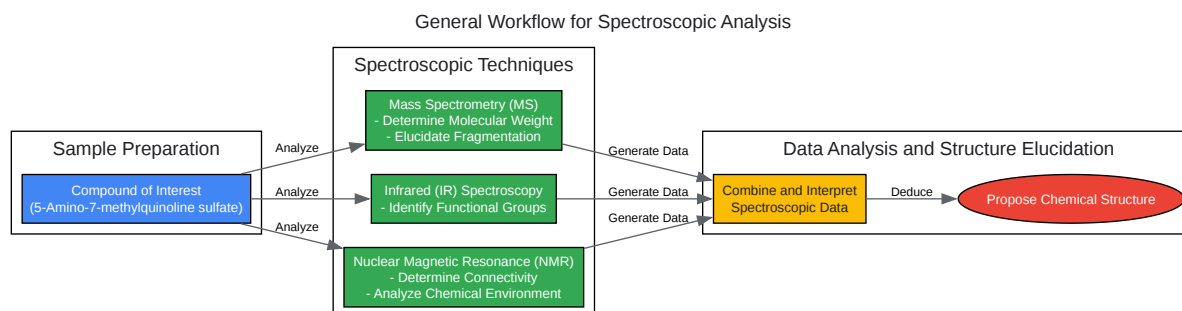 General Workflow for Spectroscopic Analysis
Sample Preparation
Compound of Interest
(5-Amino-7-methylquinoline sulfate)
Analyze
Analyze
Analyze
Spectroscopic Techniques
Mass Spectrometry (MS)
- Determine Molecular Weight
- Elucidate Fragmentation
Infrared (IR) Spectroscopy
- Identify Functional Groups
Nuclear Magnetic Resonance (NMR)
- Determine Connectivity
- Analyze Chemical Environment
Generate Data
Generate Data
Generate Data
Data Analysis and Structure Elucidation
Combine and Interpret
Spectroscopic Data
Deduce
Propose Chemical Structure